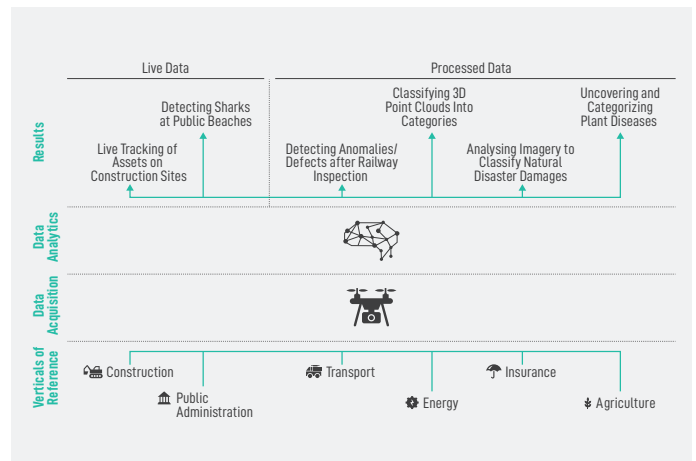 Live Data
Processed Data
Results
Detecting Sharks
at Public Beaches
Classifying 3D
Point Clouds Into
Categories
Uncovering and
Categorizing
Plant Diseases
Live Tracking of
Assets on
Construction Sites
Detecting Anomalies/
Defects after Railway
Inspection
Analysing Imagery to
Classify Natural
Disaster Damages
Data
Analytics
Data
Acquisition
Verticals of
Reference
Construction
Transport
Insurance
Public
Administration
Energy
Agriculture